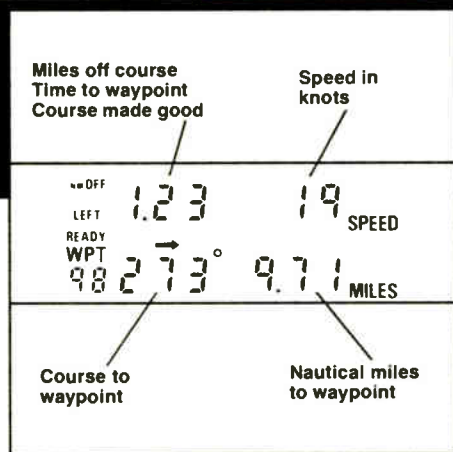 Miles off course
Time to waypoint
Course made good
Speed in
knots
nm OFF
LEFT
1.23
19
SPEED
READY
WPT
98
273°
9.71
MILES
Course to
waypoint
Nautical miles
to waypoint